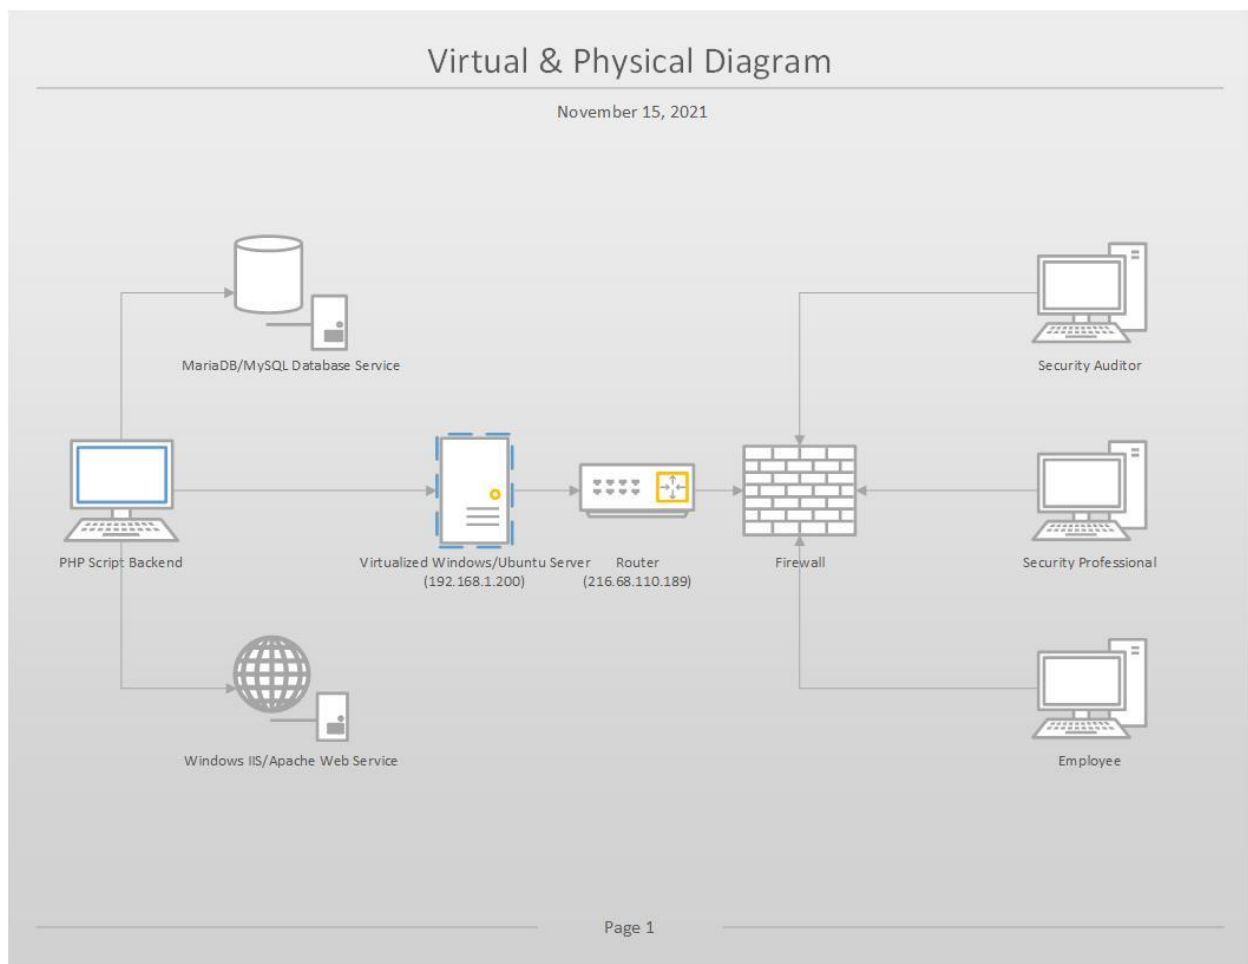 Virtual & Physical Diagram
November 15, 2021
MariaDB/MySQL Database Service
Security Auditor
PHP Script Backend
Virtualized Windows/Ubuntu Server
(192.168.1.200)
Router
(216.68.110.189)
Firewall
Security Professional
Windows IIS/Apache Web Service
Employee
Page 1